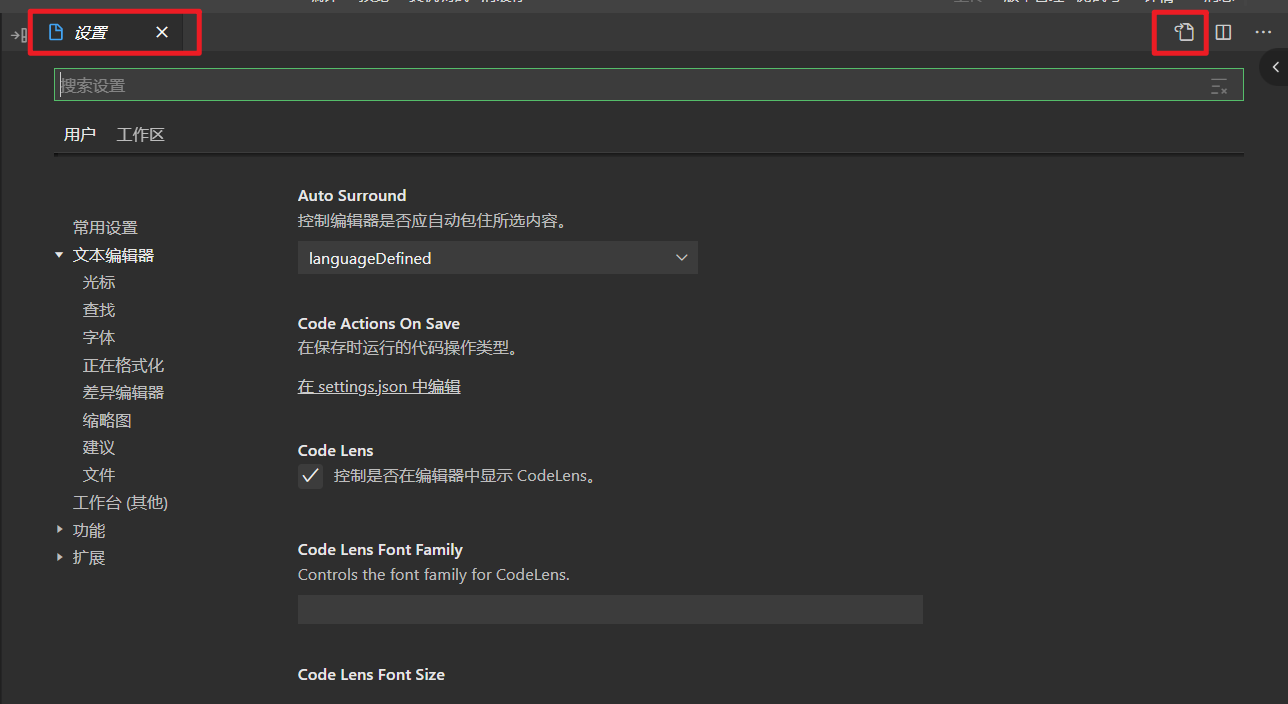 设置
搜索设置
用户 工作区
常用设置
文本编辑器
光标
查找
字体
正在格式化
差异编辑器
缩略图
建议
文件
工作台 (其他)
功能
扩展
Auto Surround
控制编辑器是否应自动包住所选内容。
languageDefined
Code Actions On Save
在保存时运行的代码操作类型。
在 settings.json 中编辑
Code Lens
控制是否在编辑器中显示 CodeLens。
Code Lens Font Family
Controls the font family for CodeLens.
Code Lens Font Size